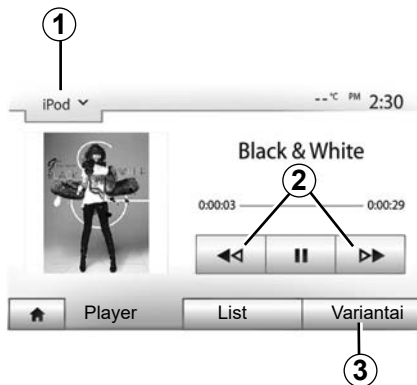 1
iPod
--°C PM 2:30
Black & White
2
0:00:03 0:00:29
Player List Variantai
3